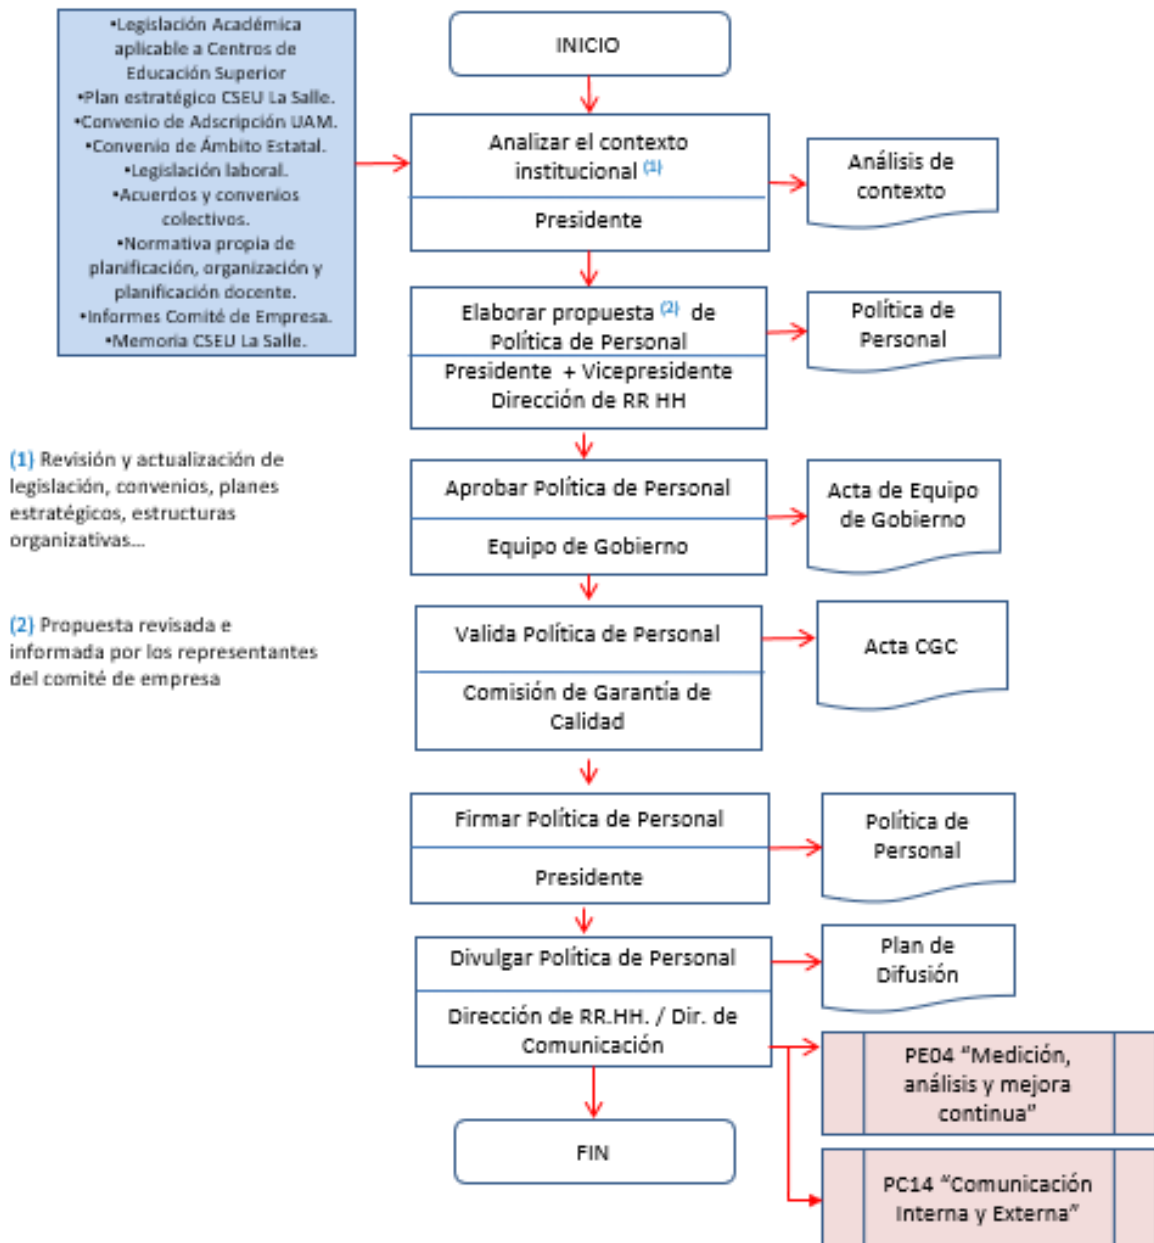 •Legislación Académica
aplicable a Centros de
Educación Superior
•Plan estratégico CSEU La Salle.
•Convenio de Adscripción UAM.
•Convenio de Ámbito Estatal.
•Legislación laboral.
•Acuerdos y convenios
colectivos.
•Normativa propia de
planificación, organización y
planificación docente.
•Informes Comité de Empresa.
•Memoria CSEU La Salle.
INICIO
Analizar el contexto
institucional (1)
Presidente
Análisis de
contexto
Elaborar propuesta (2) de
Política de Personal
Presidente + Vicepresidente
Dirección de RR HH
Política de
Personal
(1) Revisión y actualización de
legislación, convenios, planes
estratégicos, estructuras
organizativas...
Aprobar Política de Personal
Equipo de Gobierno
Acta de Equipo
de Gobierno
(2) Propuesta revisada e
informada por los representantes
del comité de empresa
Valida Política de Personal
Comisión de Garantía de
Calidad
Acta CGC
Firmar Política de Personal
Presidente
Política de
Personal
Divulgar Política de Personal
Dirección de RR.HH. / Dir. de
Comunicación
Plan de
Difusión
PE04 “Medición,
análisis y mejora
continua”
FIN
PC14 “Comunicación
Interna y Externa”